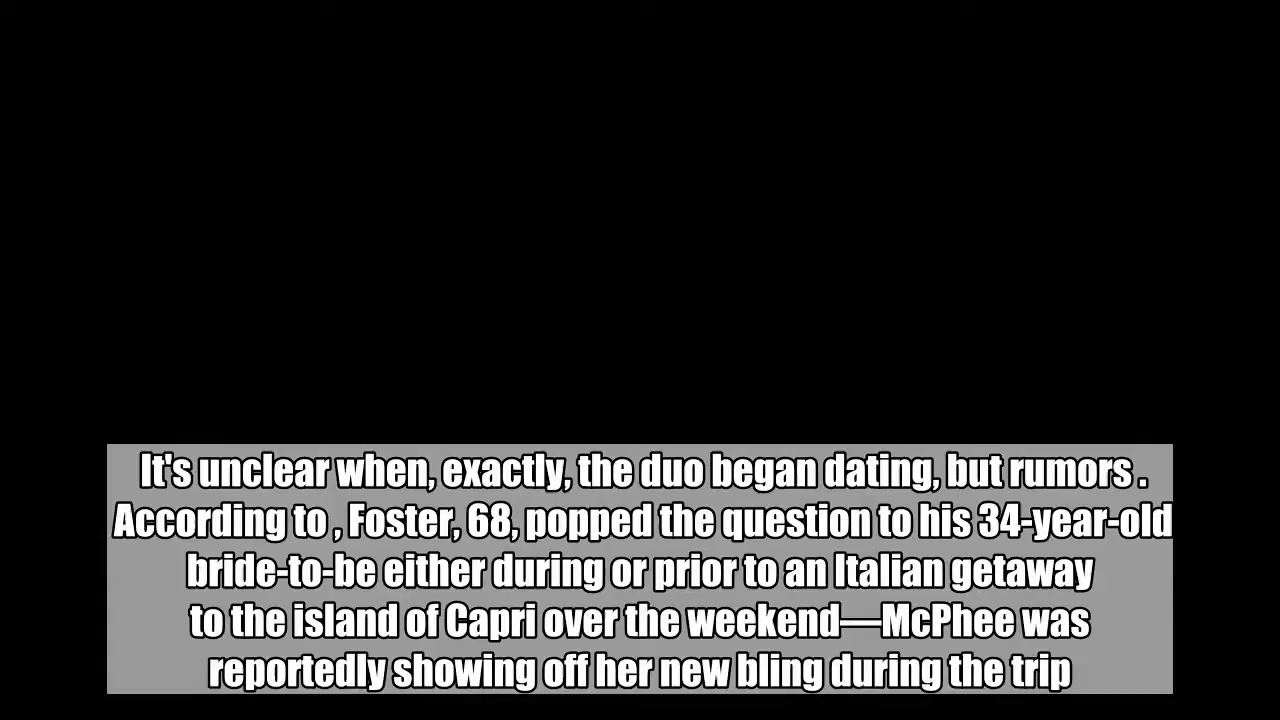 It's unclear when, exactly, the duo began dating, but rumors .
According to , Foster, 68, popped the question to his 34-year-old
bride-to-be either during or prior to an Italian getaway
to the island of Capri over the weekend—McPhee was
reportedly showing off her new bling during the trip